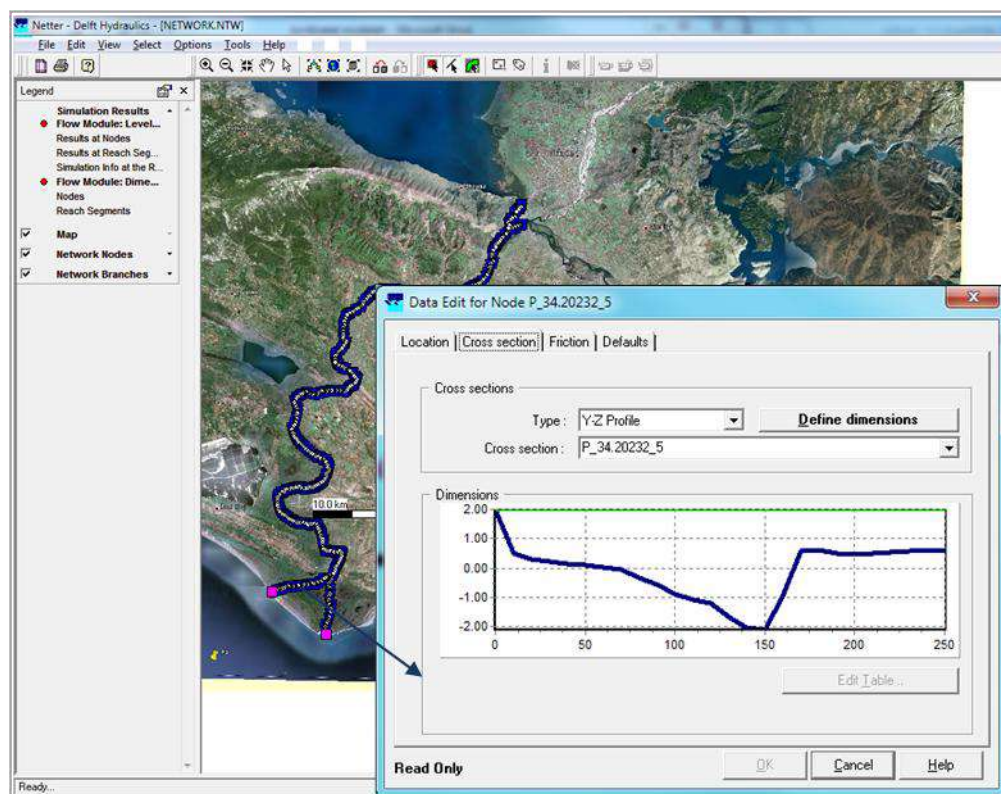 Netter - Delft Hydraulics - [NETWORK.NTW]
File Edit View Select Options Tools Help
Legend
Simulation Results
Flow Module: Level...
Results at Nodes
Results at Reach Seg...
Simulation Info at the R...
Flow Module: Dime...
Nodes
Reach Segments
Map
Network Nodes
Network Branches
10.0 km
Data Edit for Node P_34.20232_5
Location Cross section Friction Defaults
Cross sections
Type : Y-Z Profile Define dimensions
Cross section : P_34.20232_5
Dimensions
2.00
1.00
0.00
-1.00
-2.00
0 50 100 150 200 250
Edit Table ..
Read Only OK Cancel Help
Ready...